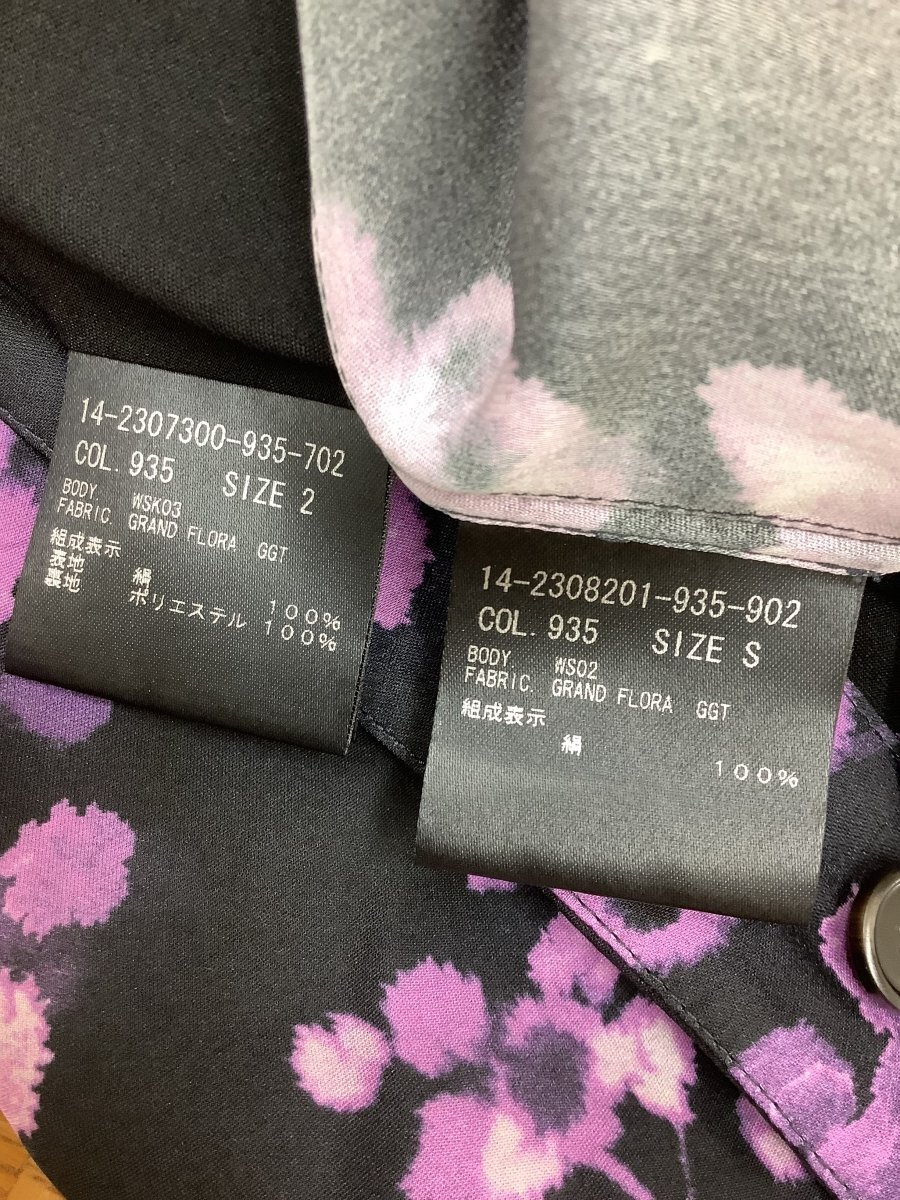 14-2307300-935-702
COL. 935 SIZE 2
BODY. WSK03
FABRIC. GRAND FLORA GGT
組成表示
表地 絹 100%
裏地 ポリエステル 100%
14-2308201-935-902
COL. 935 SIZE S
BODY WS02
FABRIC. GRAND FLORA GGT
組成表示
絹 100%